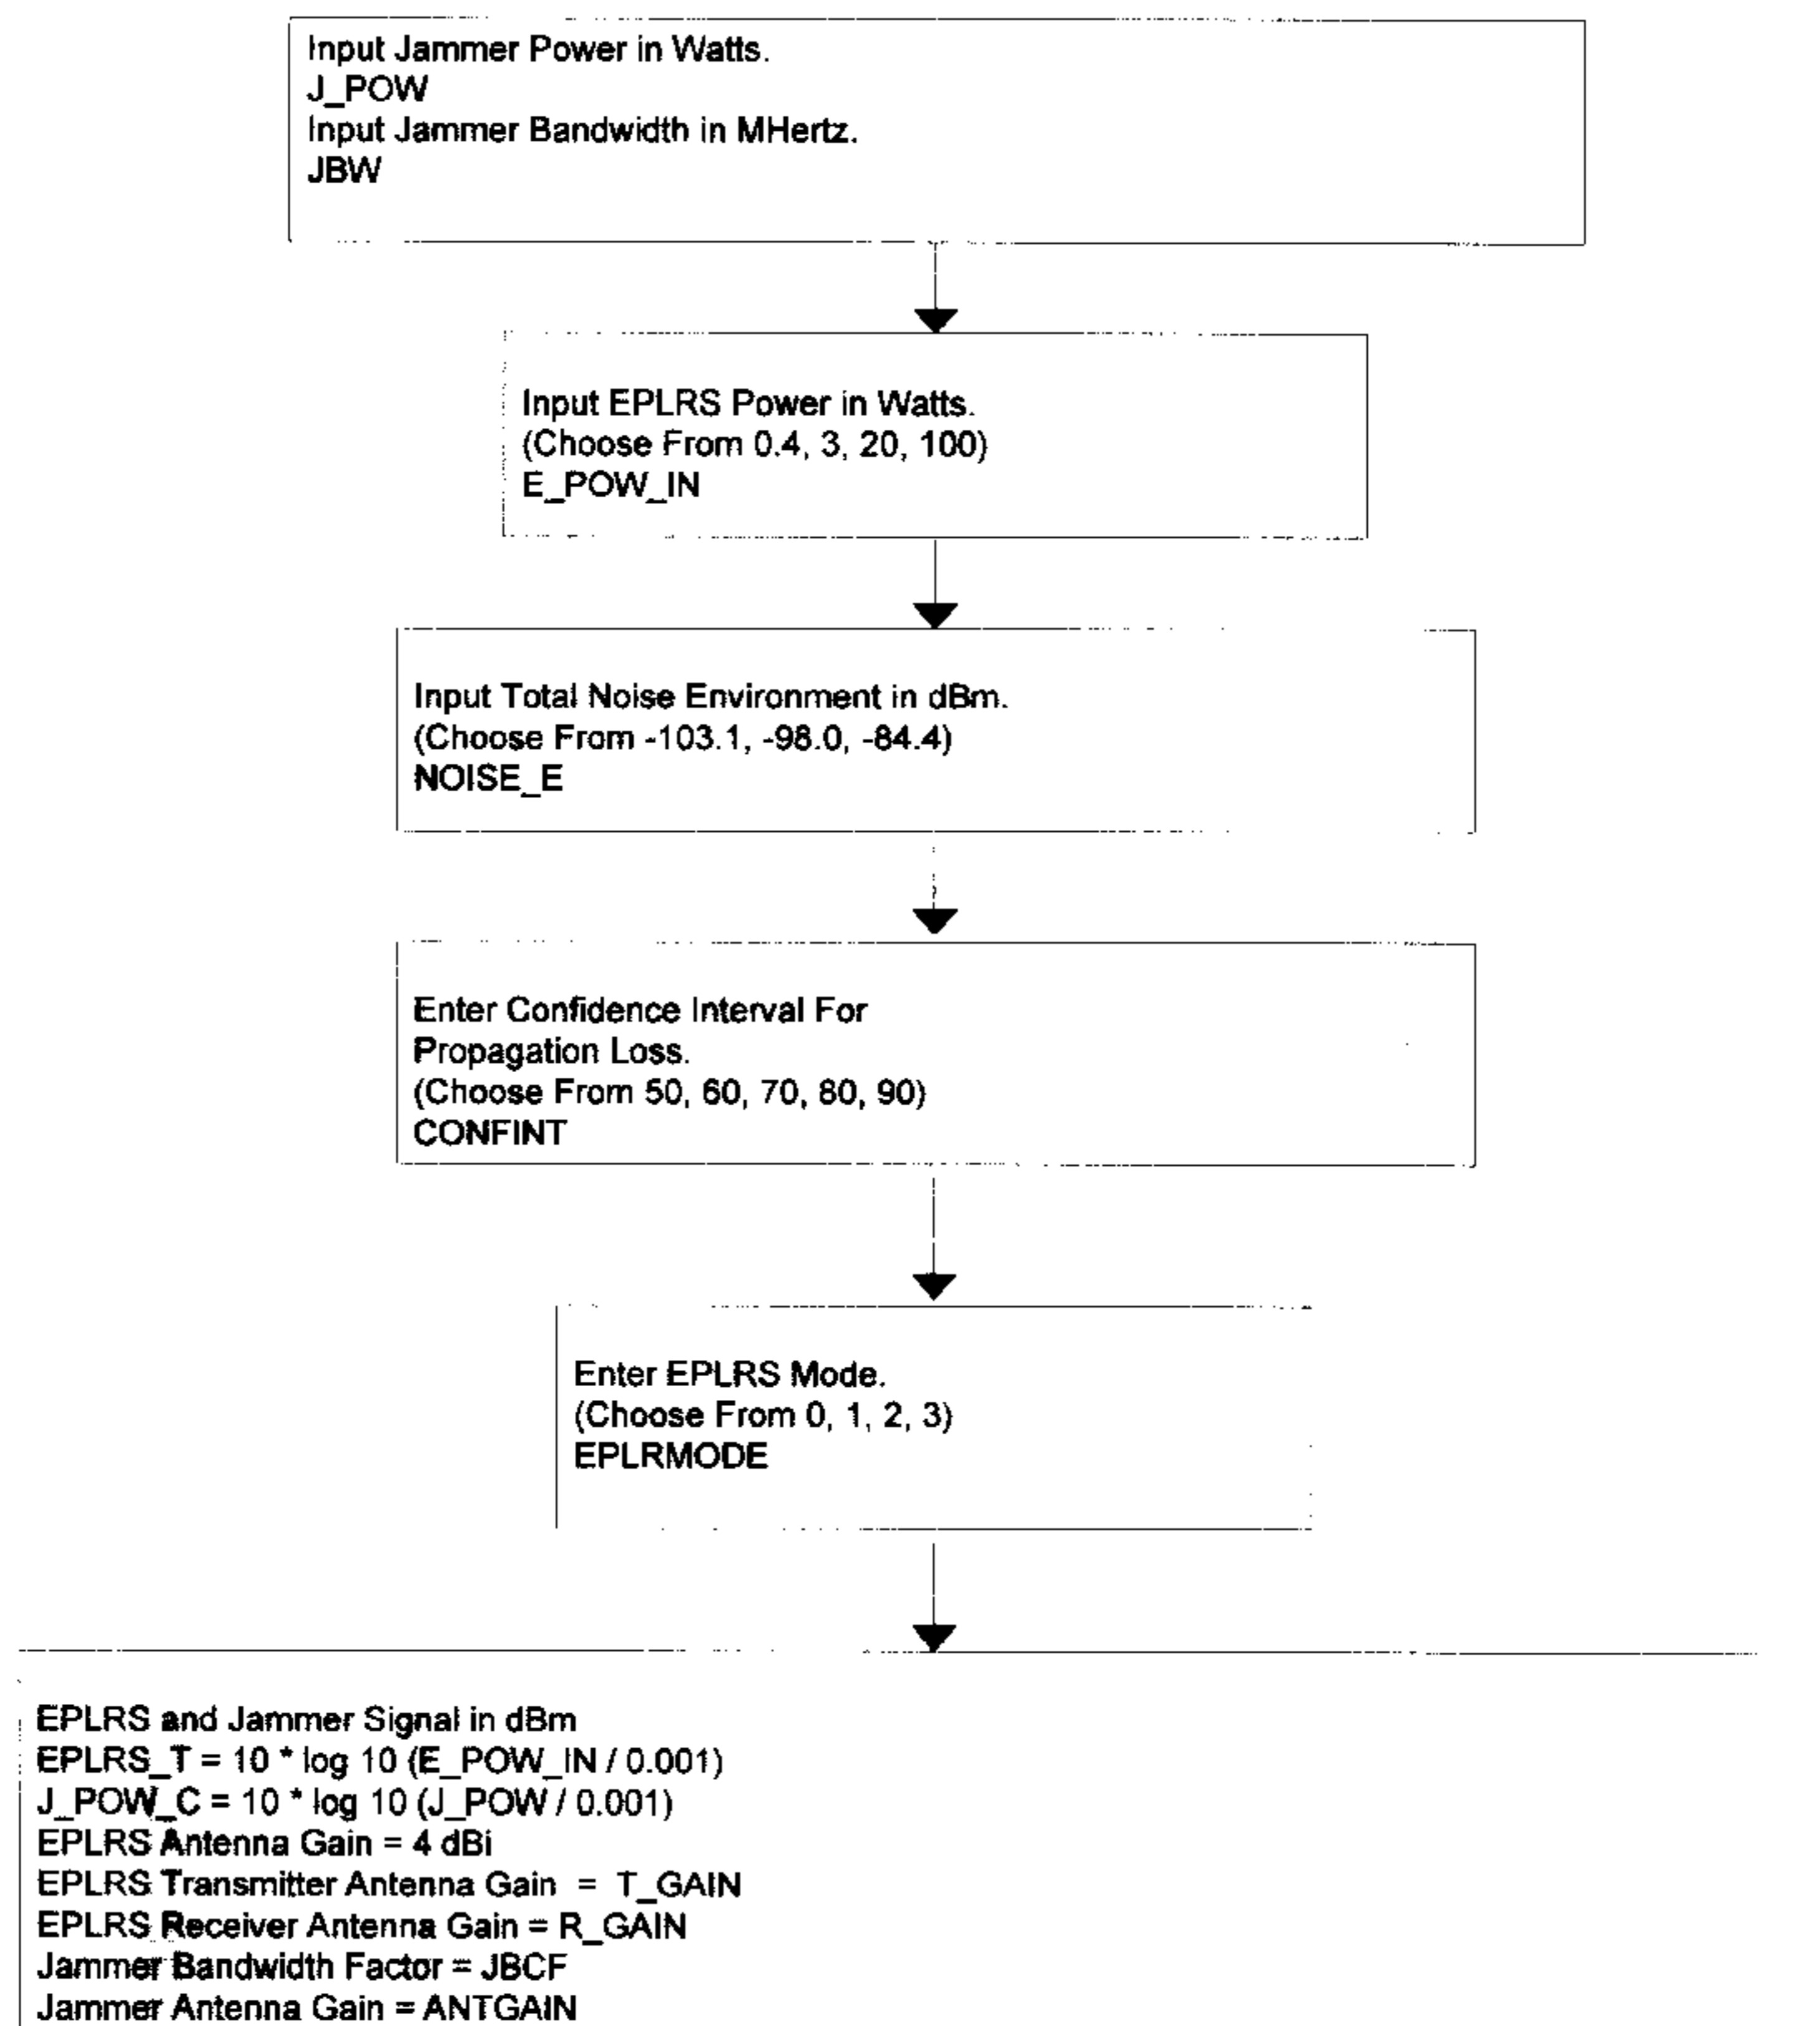 Input Jammer Power in Watts.
J_POW
Input Jammer Bandwidth in MHertz.
JBW
Input EPLRS Power in Watts.
(Choose From 0.4, 3, 20, 100)
E_POW_IN
Input Total Noise Environment in dBm.
(Choose From -103.1, -98.0, -84.4)
NOISE_E
Enter Confidence Interval For
Propagation Loss.
(Choose From 50, 60, 70, 80, 90)
CONFINT
Enter EPLRS Mode.
(Choose From 0, 1, 2, 3)
EPLRMODE
EPLRS and Jammer Signal in dBm
EPLRS_T = 10 * log 10 (E_POW_IN / 0.001)
J_POW_C = 10 * log 10 (J_POW / 0.001)
EPLRS Antenna Gain = 4 dBi
EPLRS Transmitter Antenna Gain = T_GAIN
EPLRS Receiver Antenna Gain = R_GAIN
Jammer Bandwidth Factor = JBCF
Jammer Antenna Gain = ANTGAIN